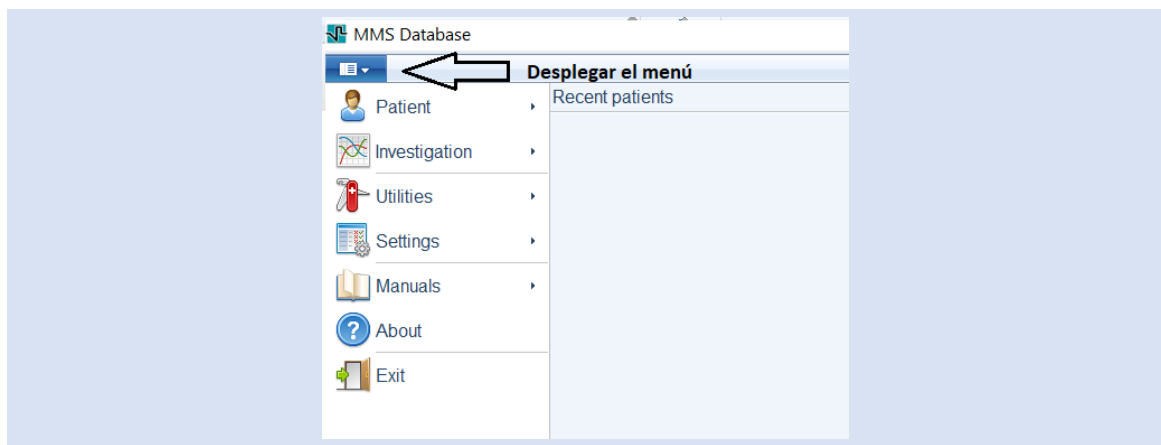 MMS Database
Desplegar el menú
Patient
Recent patients
Investigation
Utilities
Settings
Manuals
About
Exit